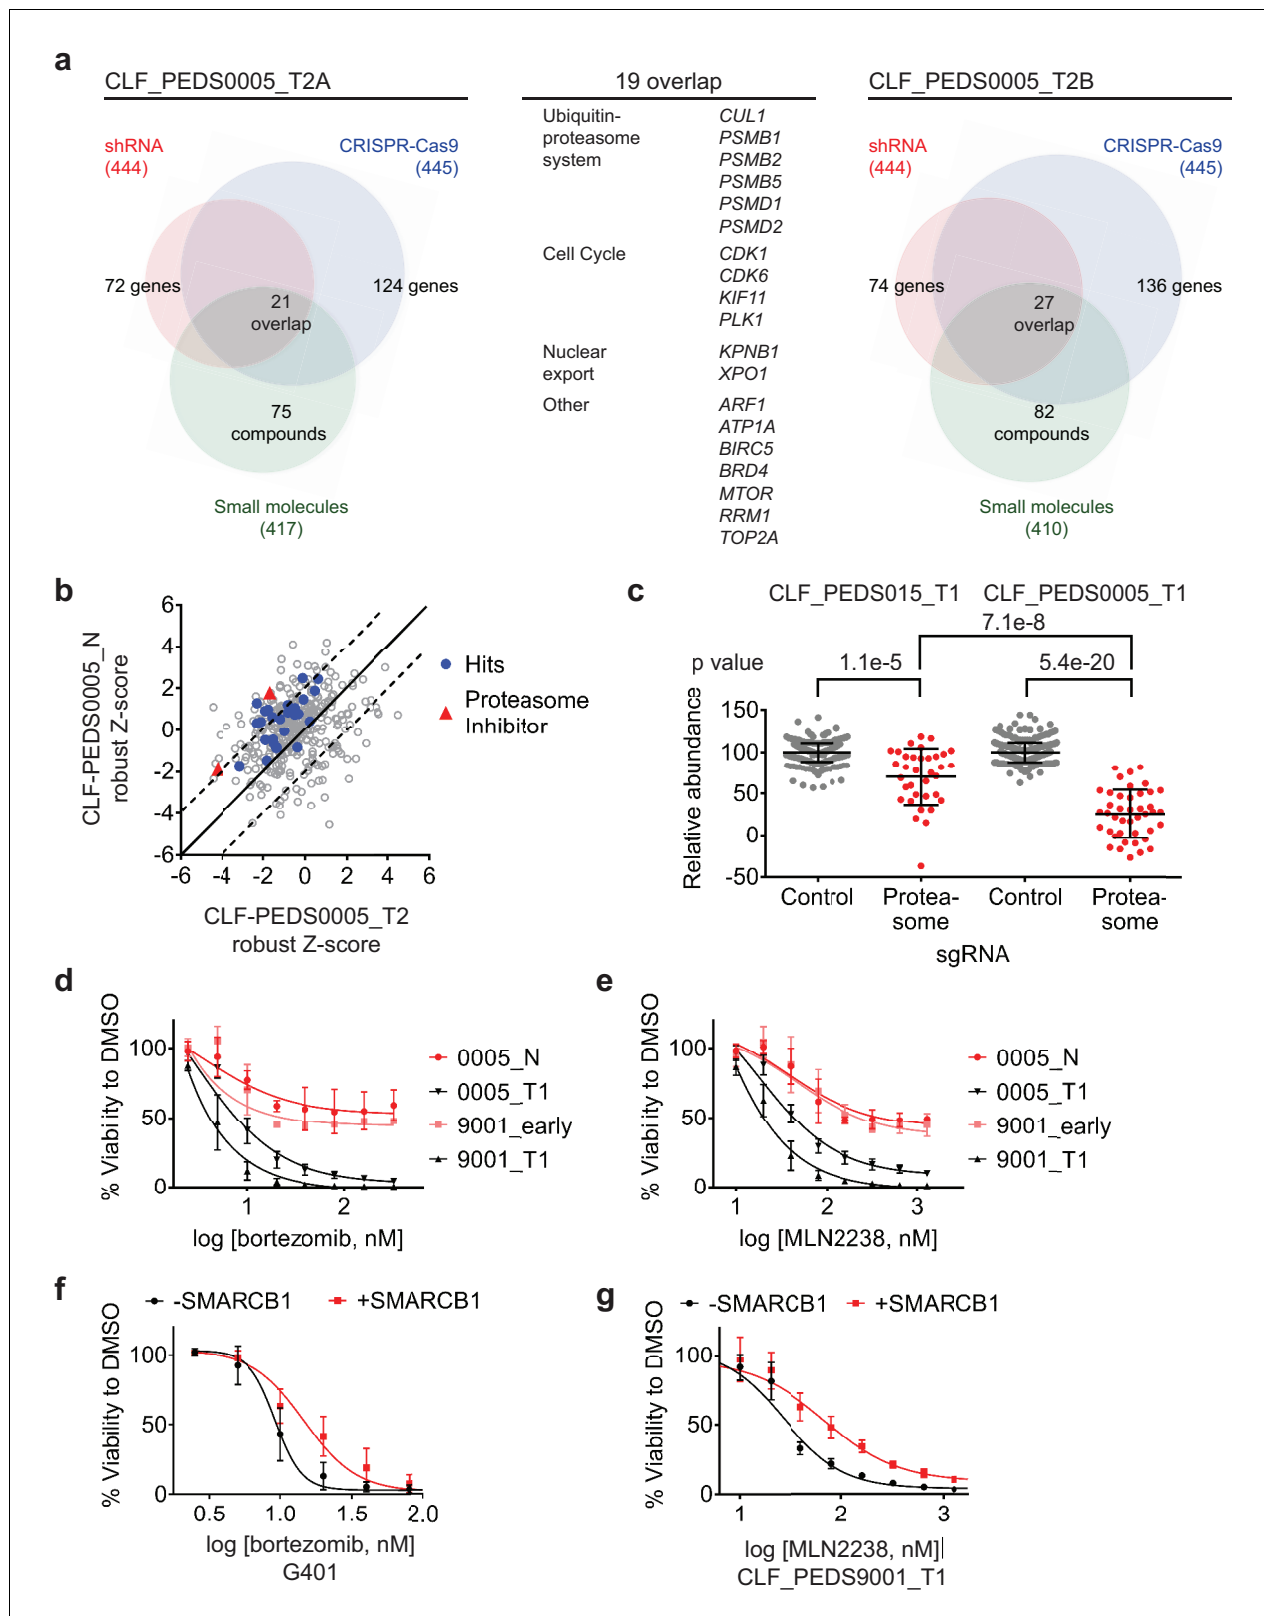 a
CLF_PEDS0005_T2A
19 overlap
CLF_PEDS0005_T2B
shRNA
(444)
CRISPR-Cas9
(445)
72 genes
124 genes
21
overlap
75
compounds
Small molecules
(417)
Ubiquitin-
proteasome
system
CUL1
PSMB1
PSMB2
PSMB5
PSMD1
PSMD2
Cell Cycle
CDK1
CDK6
KIF11
PLK1
Nuclear
export
KPNB1
XPO1
Other
ARF1
ATP1A
BIRC5
BRD4
MTOR
RRM1
TOP2A
shRNA
(444)
CRISPR-Cas9
(445)
74 genes
136 genes
27
overlap
82
compounds
Small molecules
(410)
b
CLF-PEDS0005_N
robust Z-score
6
4
2
0
-2
-4
-6
-6 -4 -2 0 2 4 6
CLF-PEDS0005_T2
robust Z-score
Hits
Proteasome
Inhibitor
c
CLF_PEDS015_T1
CLF_PEDS0005_T1
7.1e-8
p value
1.1e-5
5.4e-20
Relative abundance
150
100
50
0
-50
Control
Protea-
some
Control
Protea-
some
sgRNA
d
% Viability to DMSO
100
50
0
1 2
log [bortezomib, nM]
0005_N
0005_T1
9001_early
9001_T1
e
% Viability to DMSO
100
50
0
1 2 3
log [MLN2238, nM]
0005_N
0005_T1
9001_early
9001_T1
f
-SMARCB1
+SMARCB1
% Viability to DMSO
100
50
0
0.5 1.0 1.5 2.0
log [bortezomib, nM]
G401
g
-SMARCB1
+SMARCB1
% Viability to DMSO
100
50
0
1 2 3
log [MLN2238, nM]
CLF_PEDS9001_T1